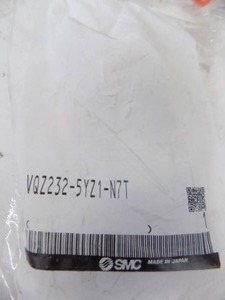 VQZ232-5YZ1-N7T
( )
SMC MADE IN JAPAN